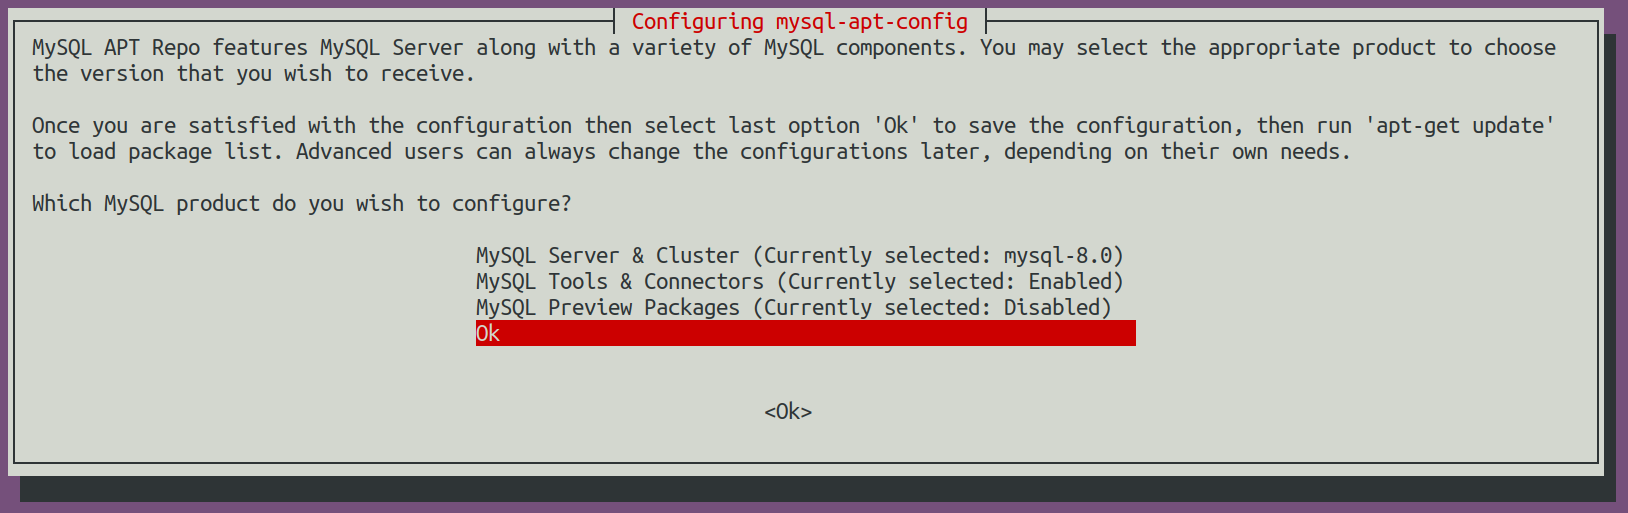 Configuring mysql-apt-config
MySQL APT Repo features MySQL Server along with a variety of MySQL components. You may select the appropriate product to choose
the version that you wish to receive.
Once you are satisfied with the configuration then select last option 'Ok' to save the configuration, then run 'apt-get update'
to load package list. Advanced users can always change the configurations later, depending on their own needs.
Which MySQL product do you wish to configure?
MySQL Server & Cluster (Currently selected: mysql-8.0)
MySQL Tools & Connectors (Currently selected: Enabled)
MySQL Preview Packages (Currently selected: Disabled)
Ok
<Ok>